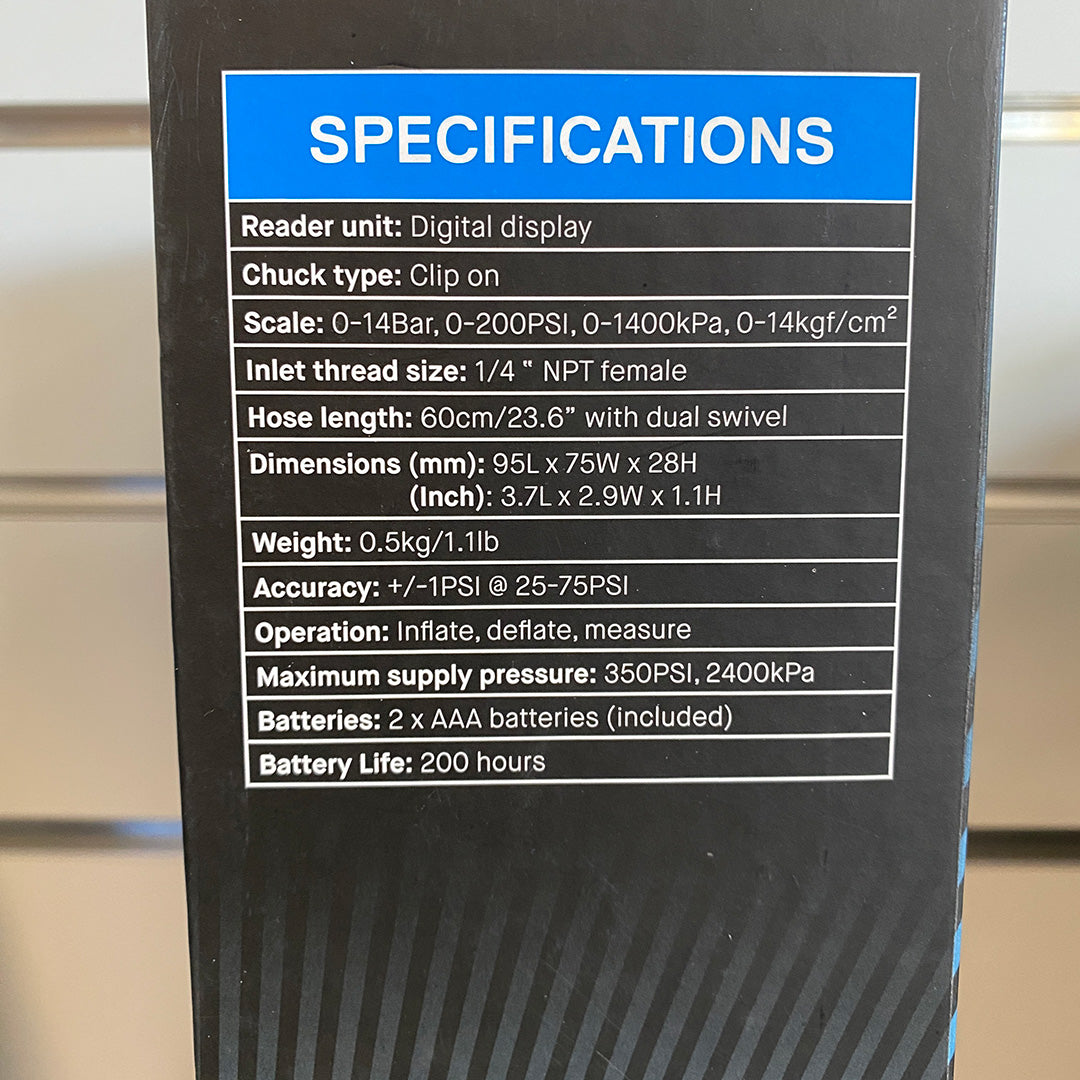 SPECIFICATIONS
Reader unit: Digital display
Chuck type: Clip on
Scale: 0-14Bar, 0-200PSI, 0-1400kPa, 0-14kgf/cm²
Inlet thread size: 1/4 " NPT female
Hose length: 60cm/23.6” with dual swivel
Dimensions (mm): 95L x 75W x 28H
(Inch): 3.7L x 2.9W x 1.1H
Weight: 0.5kg/1.1lb
Accuracy: +/-1PSI @ 25-75PSI
Operation: Inflate, deflate, measure
Maximum supply pressure: 350PSI, 2400kPa
Batteries: 2 x AAA batteries (included)
Battery Life: 200 hours